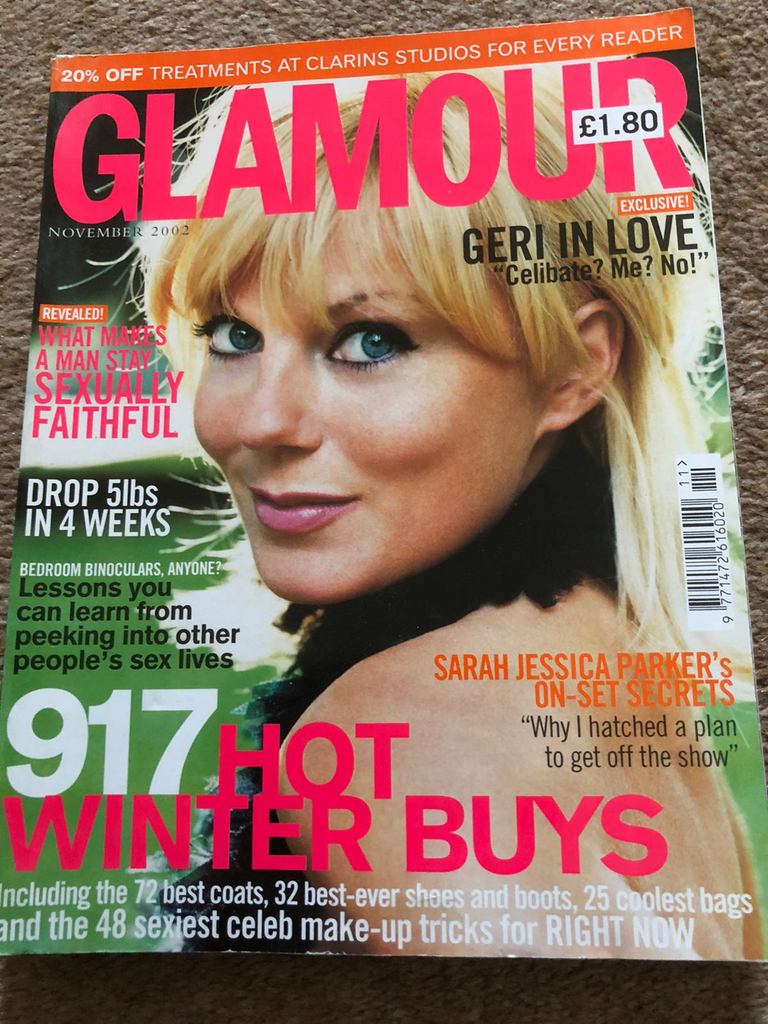 20% OFF TREATMENTS AT CLARINS STUDIOS FOR EVERY READER
GLAMOUR
£1.80
NOVEMBER 2002
EXCLUSIVE!
GERI IN LOVE
“Celibate? Me? No!”
REVEALED!
WHAT MAKES
A MAN STAY
SEXUALLY
FAITHFUL
DROP 5lbs
IN 4 WEEKS
BEDROOM BINOCULARS, ANYONE?
Lessons you
can learn from
peeking into other
people's sex lives
11>
9 771472 616020
SARAH JESSICA PARKER's
ON-SET SECRETS
“Why I hatched a plan
to get off the show”
917 HOT
WINTER BUYS
Including the 72 best coats, 32 best-ever shoes and boots, 25 coolest bags
and the 48 sexiest celeb make-up tricks for RIGHT NOW